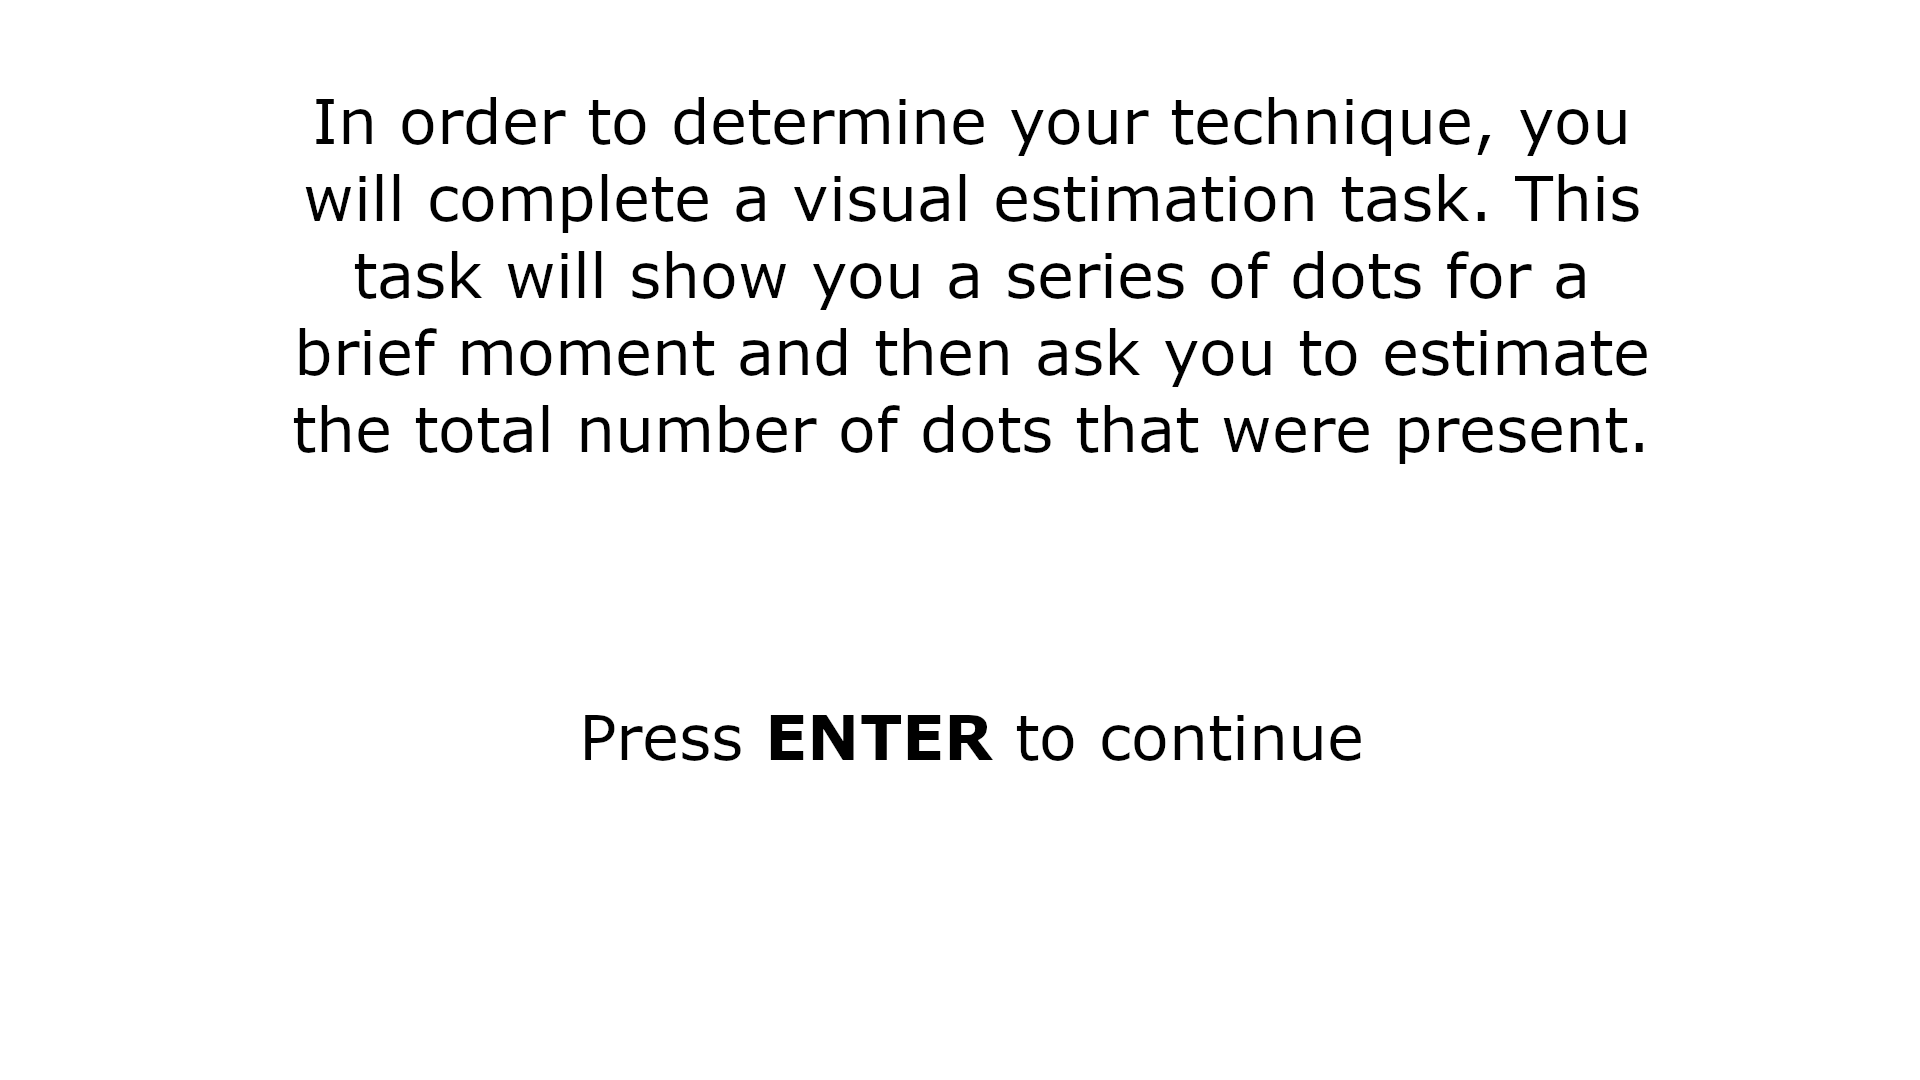 In order to determine your technique, you
will complete a visual estimation task. This
task will show you a series of dots for a
brief moment and then ask you to estimate
the total number of dots that were present.
Press ENTER to continue